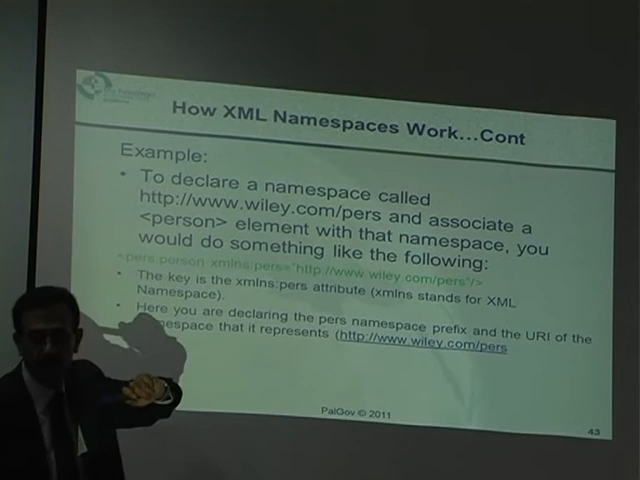 How XML Namespaces Work...Cont
Example:
• To declare a namespace called
http://www.wiley.com/pers and associate a
<person> element with that namespace, you
would do something like the following:
<pers:person xmlns:pers="http://www.wiley.com/pers"/>
• The key is the xmlns:pers attribute (xmlns stands for XML
Namespace).
• Here you are declaring the pers namespace prefix and the URI of the
espace that it represents (http://www.wiley.com/pers
PalGov © 2011
43